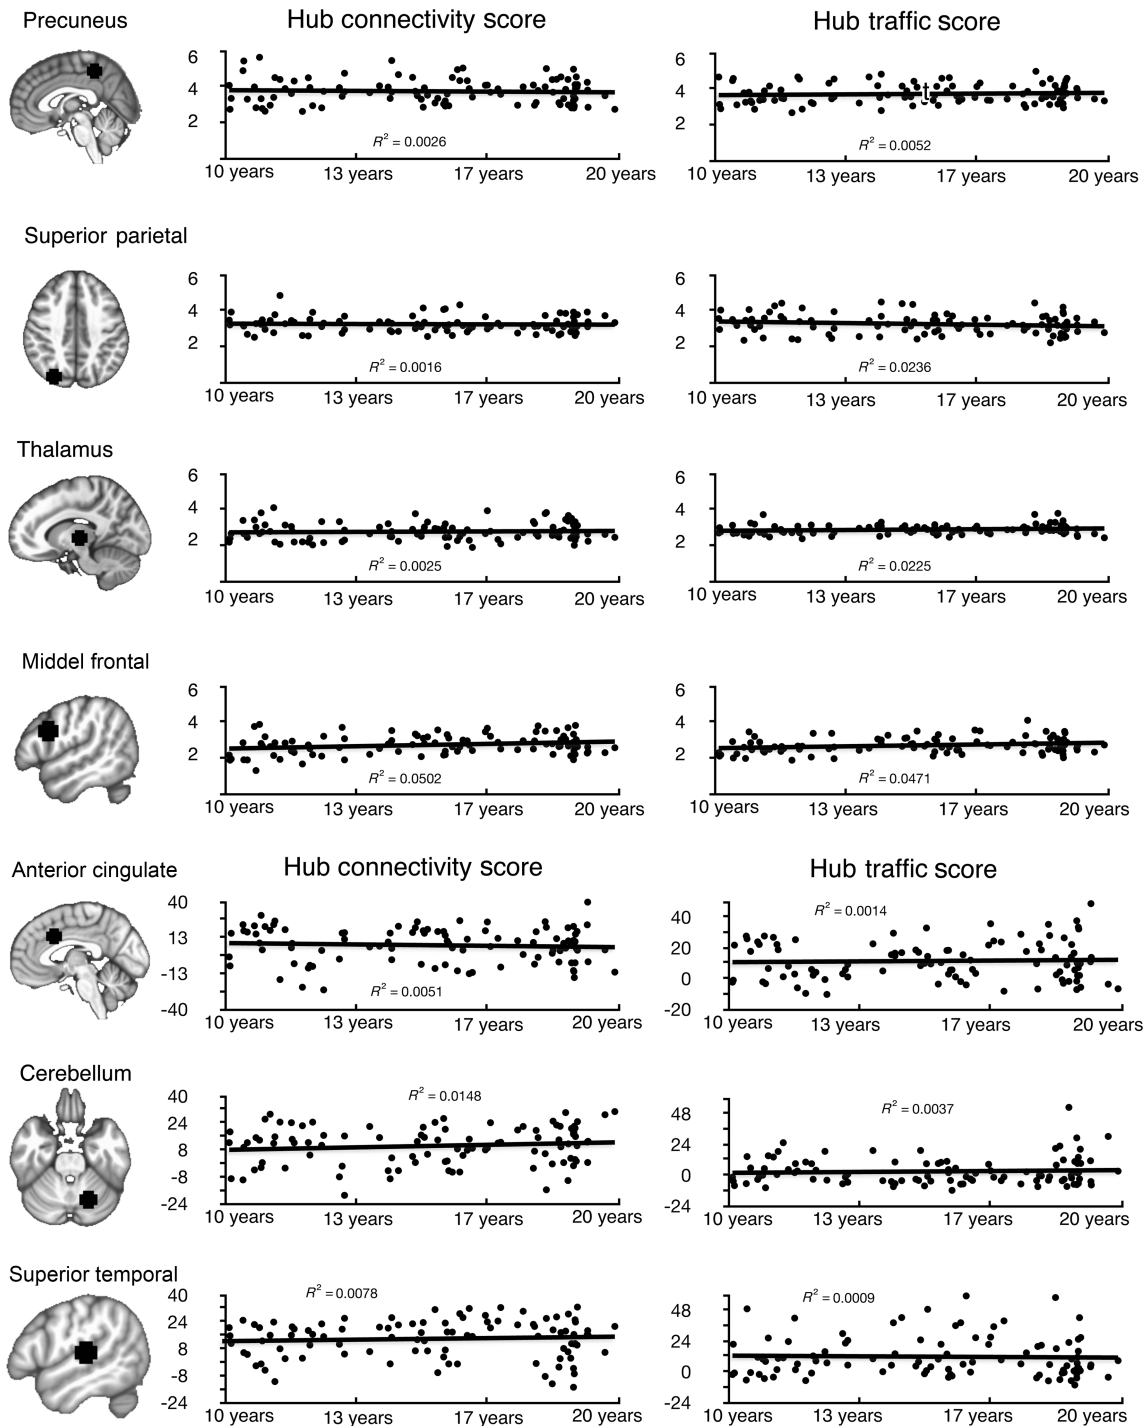 Precuneus
Hub connectivity score
Hub traffic score
6
4
2
R² = 0.0026
10 years 13 years 17 years 20 years
6
4
2
t
R² = 0.0052
10 years 13 years 17 years 20 years
Superior parietal
6
4
2
R² = 0.0016
10 years 13 years 17 years 20 years
6
4
2
R² = 0.0236
10 years 13 years 17 years 20 years
Thalamus
6
4
2
R² = 0.0025
10 years 13 years 17 years 20 years
6
4
2
R² = 0.0225
10 years 13 years 17 years 20 years
Middel frontal
6
4
2
R² = 0.0502
10 years 13 years 17 years 20 years
6
4
2
R² = 0.0471
10 years 13 years 17 years 20 years
Anterior cingulate
Hub connectivity score
Hub traffic score
40
13
-13
-40
R² = 0.0051
10 years 13 years 17 years 20 years
R² = 0.0014
40
20
0
-20
10 years 13 years 17 years 20 years
Cerebellum
R² = 0.0148
40
24
8
-8
-24
10 years 13 years 17 years 20 years
R² = 0.0037
48
24
0
-24
10 years 13 years 17 years 20 years
Superior temporal
R² = 0.0078
40
24
8
-8
-24
10 years 13 years 17 years 20 years
R² = 0.0009
48
24
0
-24
10 years 13 years 17 years 20 years